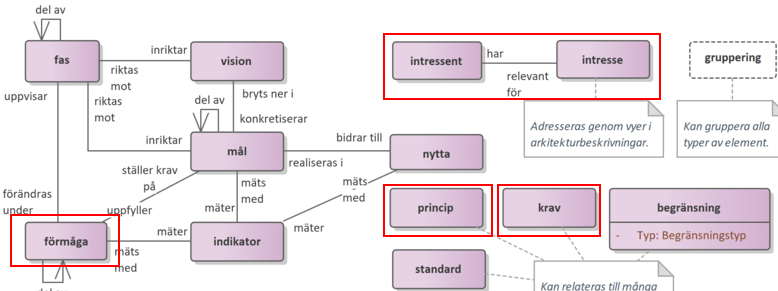 del av
fas
inriktar
vision
riktas
mot
uppvisar
riktas
mot
bryts ner i
del av
konkretiserar
inriktar
mål
bidrar till
nytta
realiseras i
ställer krav
på
mäts
med
mäts
med
förändras
under
uppfyller
mäter
förmåga
mäter
indikator
mäter
mäts
med
del av
intressent
har
intresse
relevant
för
gruppering
Adresseras genom vyer i
arkitekturbeskrivningar.
Kan gruppera alla
typer av element.
princip
krav
begränsning
- Typ: Begränsningstyp
standard
Kan relateras till många